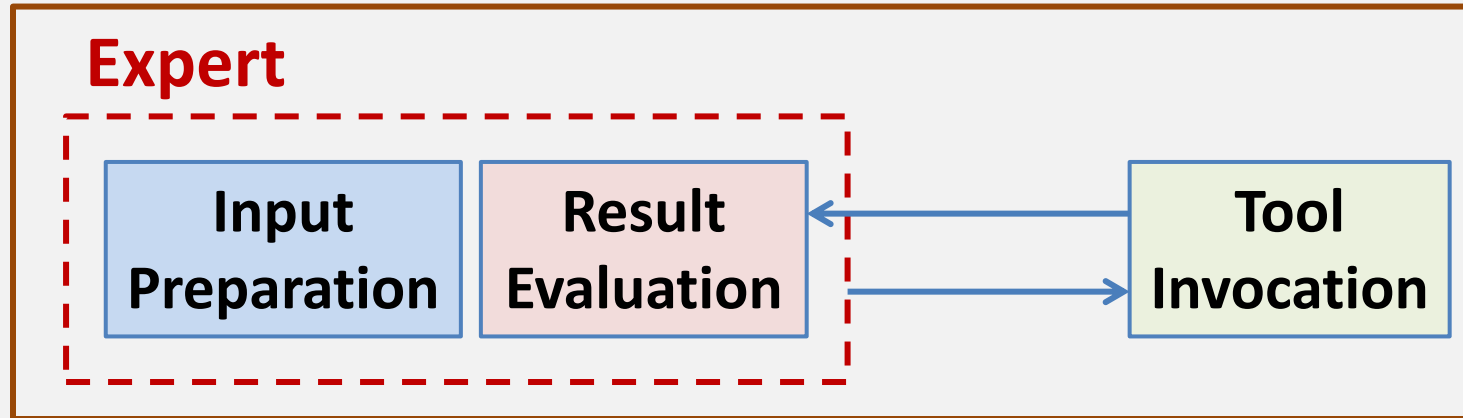 Expert
Input
Preparation
Result
Evaluation
Tool
Invocation